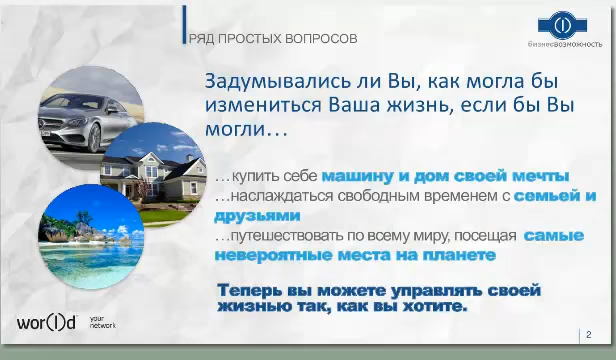 РЯД ПРОСТЫХ ВОПРОСОВ
бизнесвозможность
Задумывались ли Вы, как могла бы
измениться Ваша жизнь, если бы Вы
могли…
…купить себе машину и дом своей мечты
…наслаждаться свободным временем с семьей и
друзьями
…путешествовать по всему миру, посещая самые
невероятные места на планете
Теперь вы можете управлять своей
жизнью так, как вы хотите.
wor(l)d
your
network
2